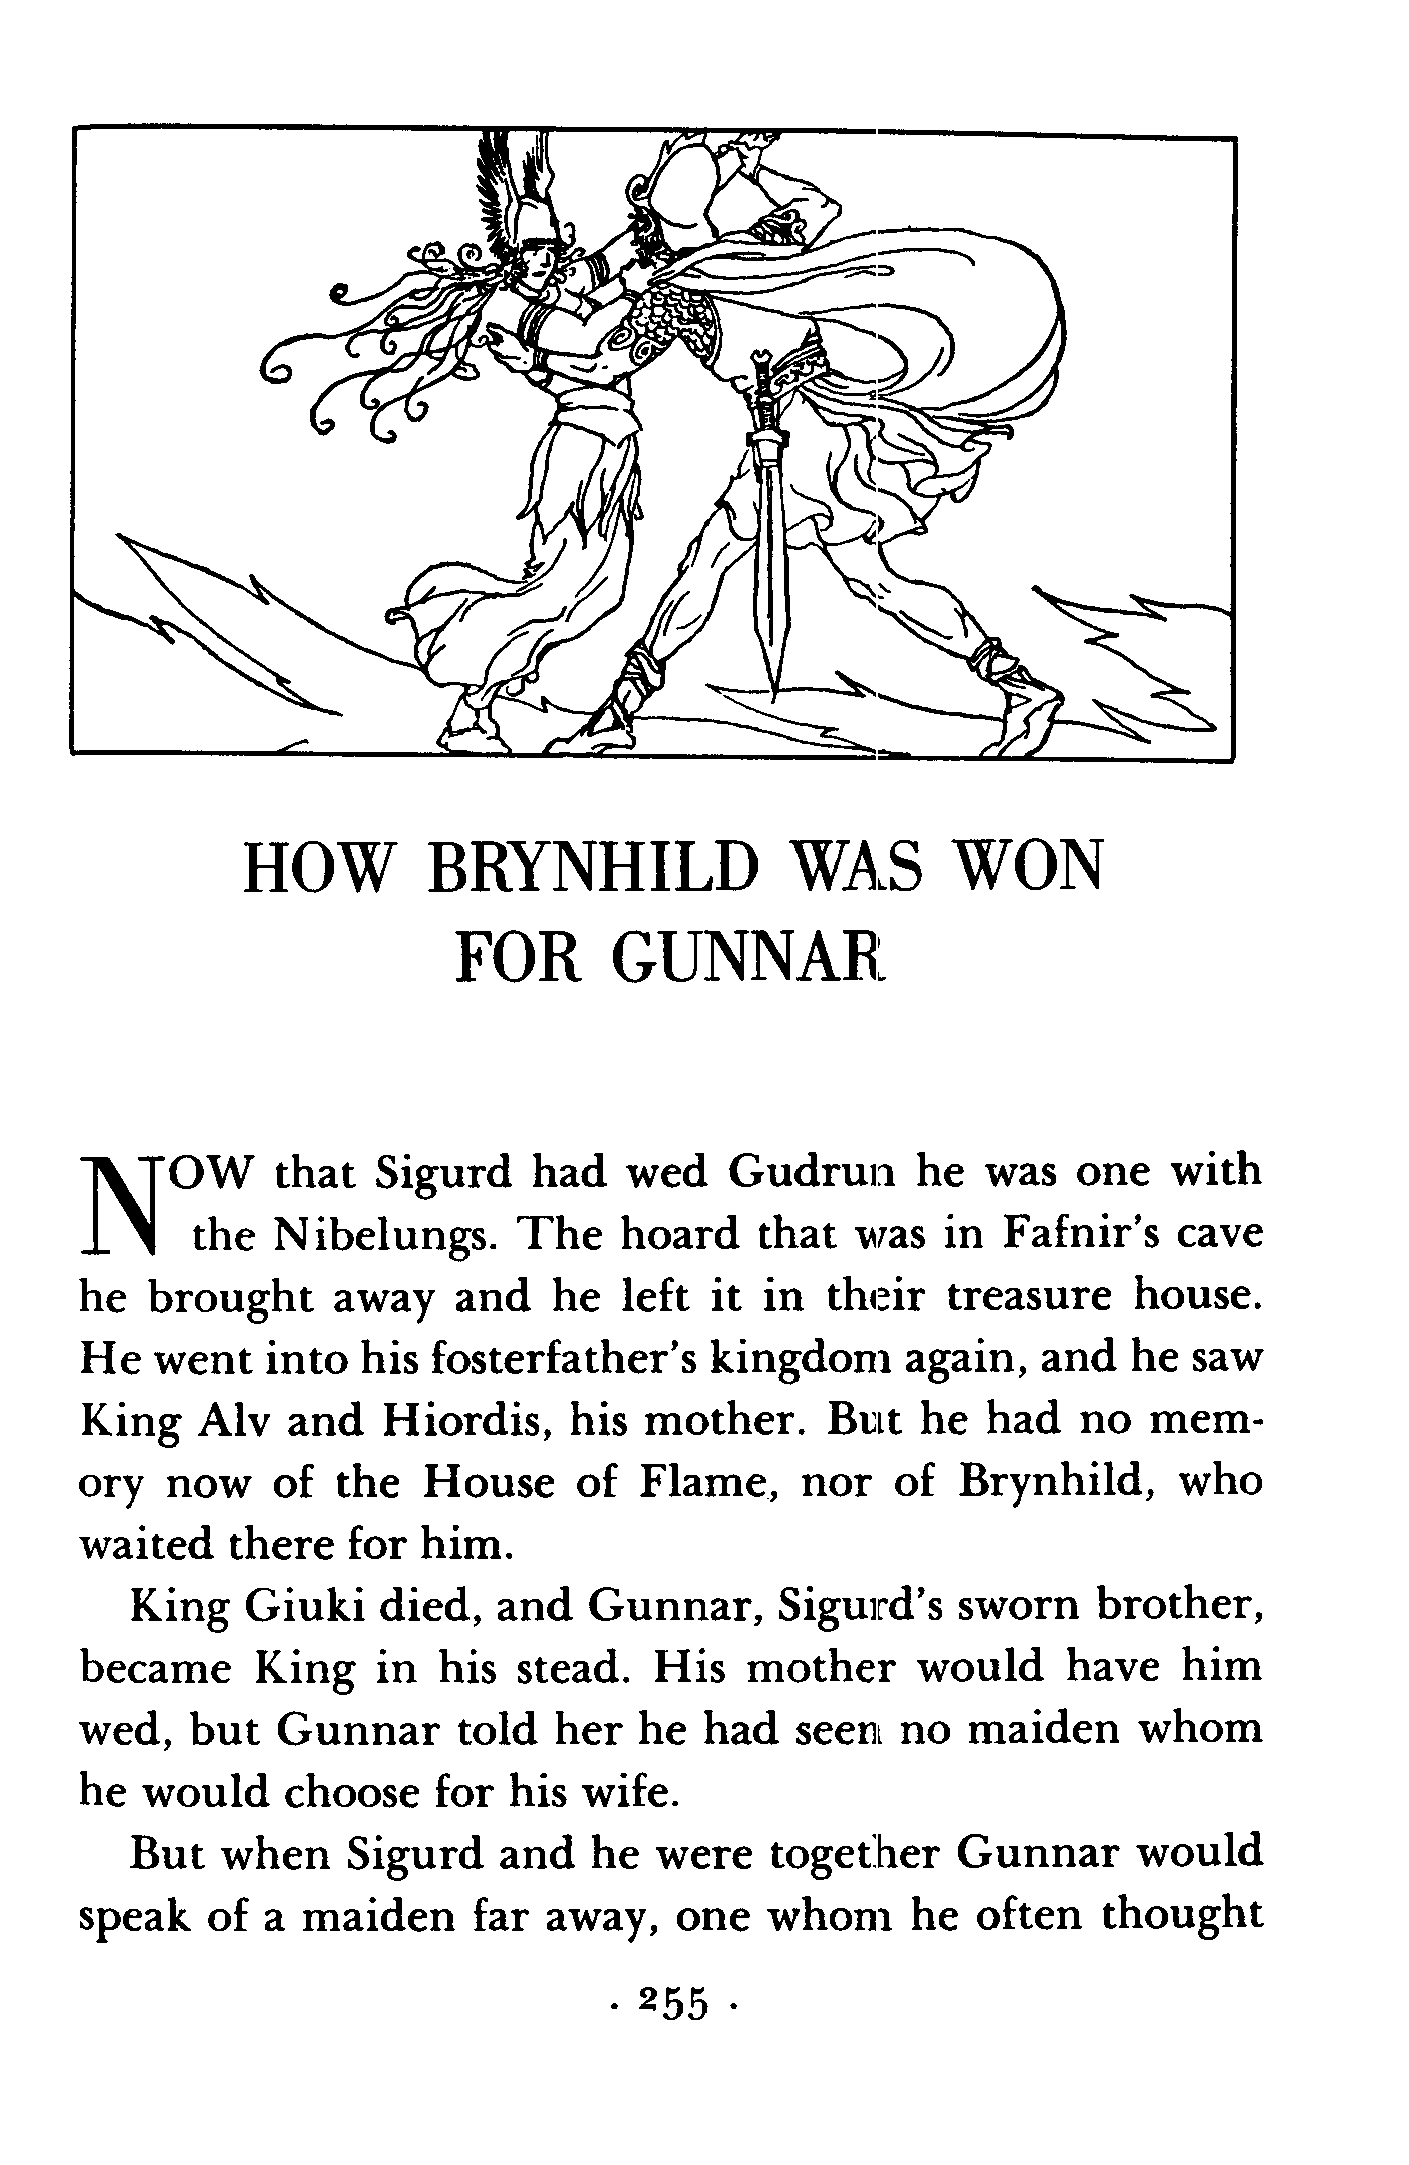 HOW BRYNHILD WAS WON
FOR GUNNAR
NOW that Sigurd had wed Gudrun he was one with
the Nibelungs. The hoard that was in Fafnir's cave
he brought away and he left it in their treasure house.
He went into his fosterfather's kingdom again, and he saw
King Alv and Hiordis, his mother. But he had no mem-
ory now of the House of Flame, nor of Brynhild, who
waited there for him.
King Giuki died, and Gunnar, Sigurd's sworn brother,
became King in his stead. His mother would have him
wed, but Gunnar told her he had seen no maiden whom
he would choose for his wife.
But when Sigurd and he were together Gunnar would
speak of a maiden far away, one whom he often thought
· 255 ·